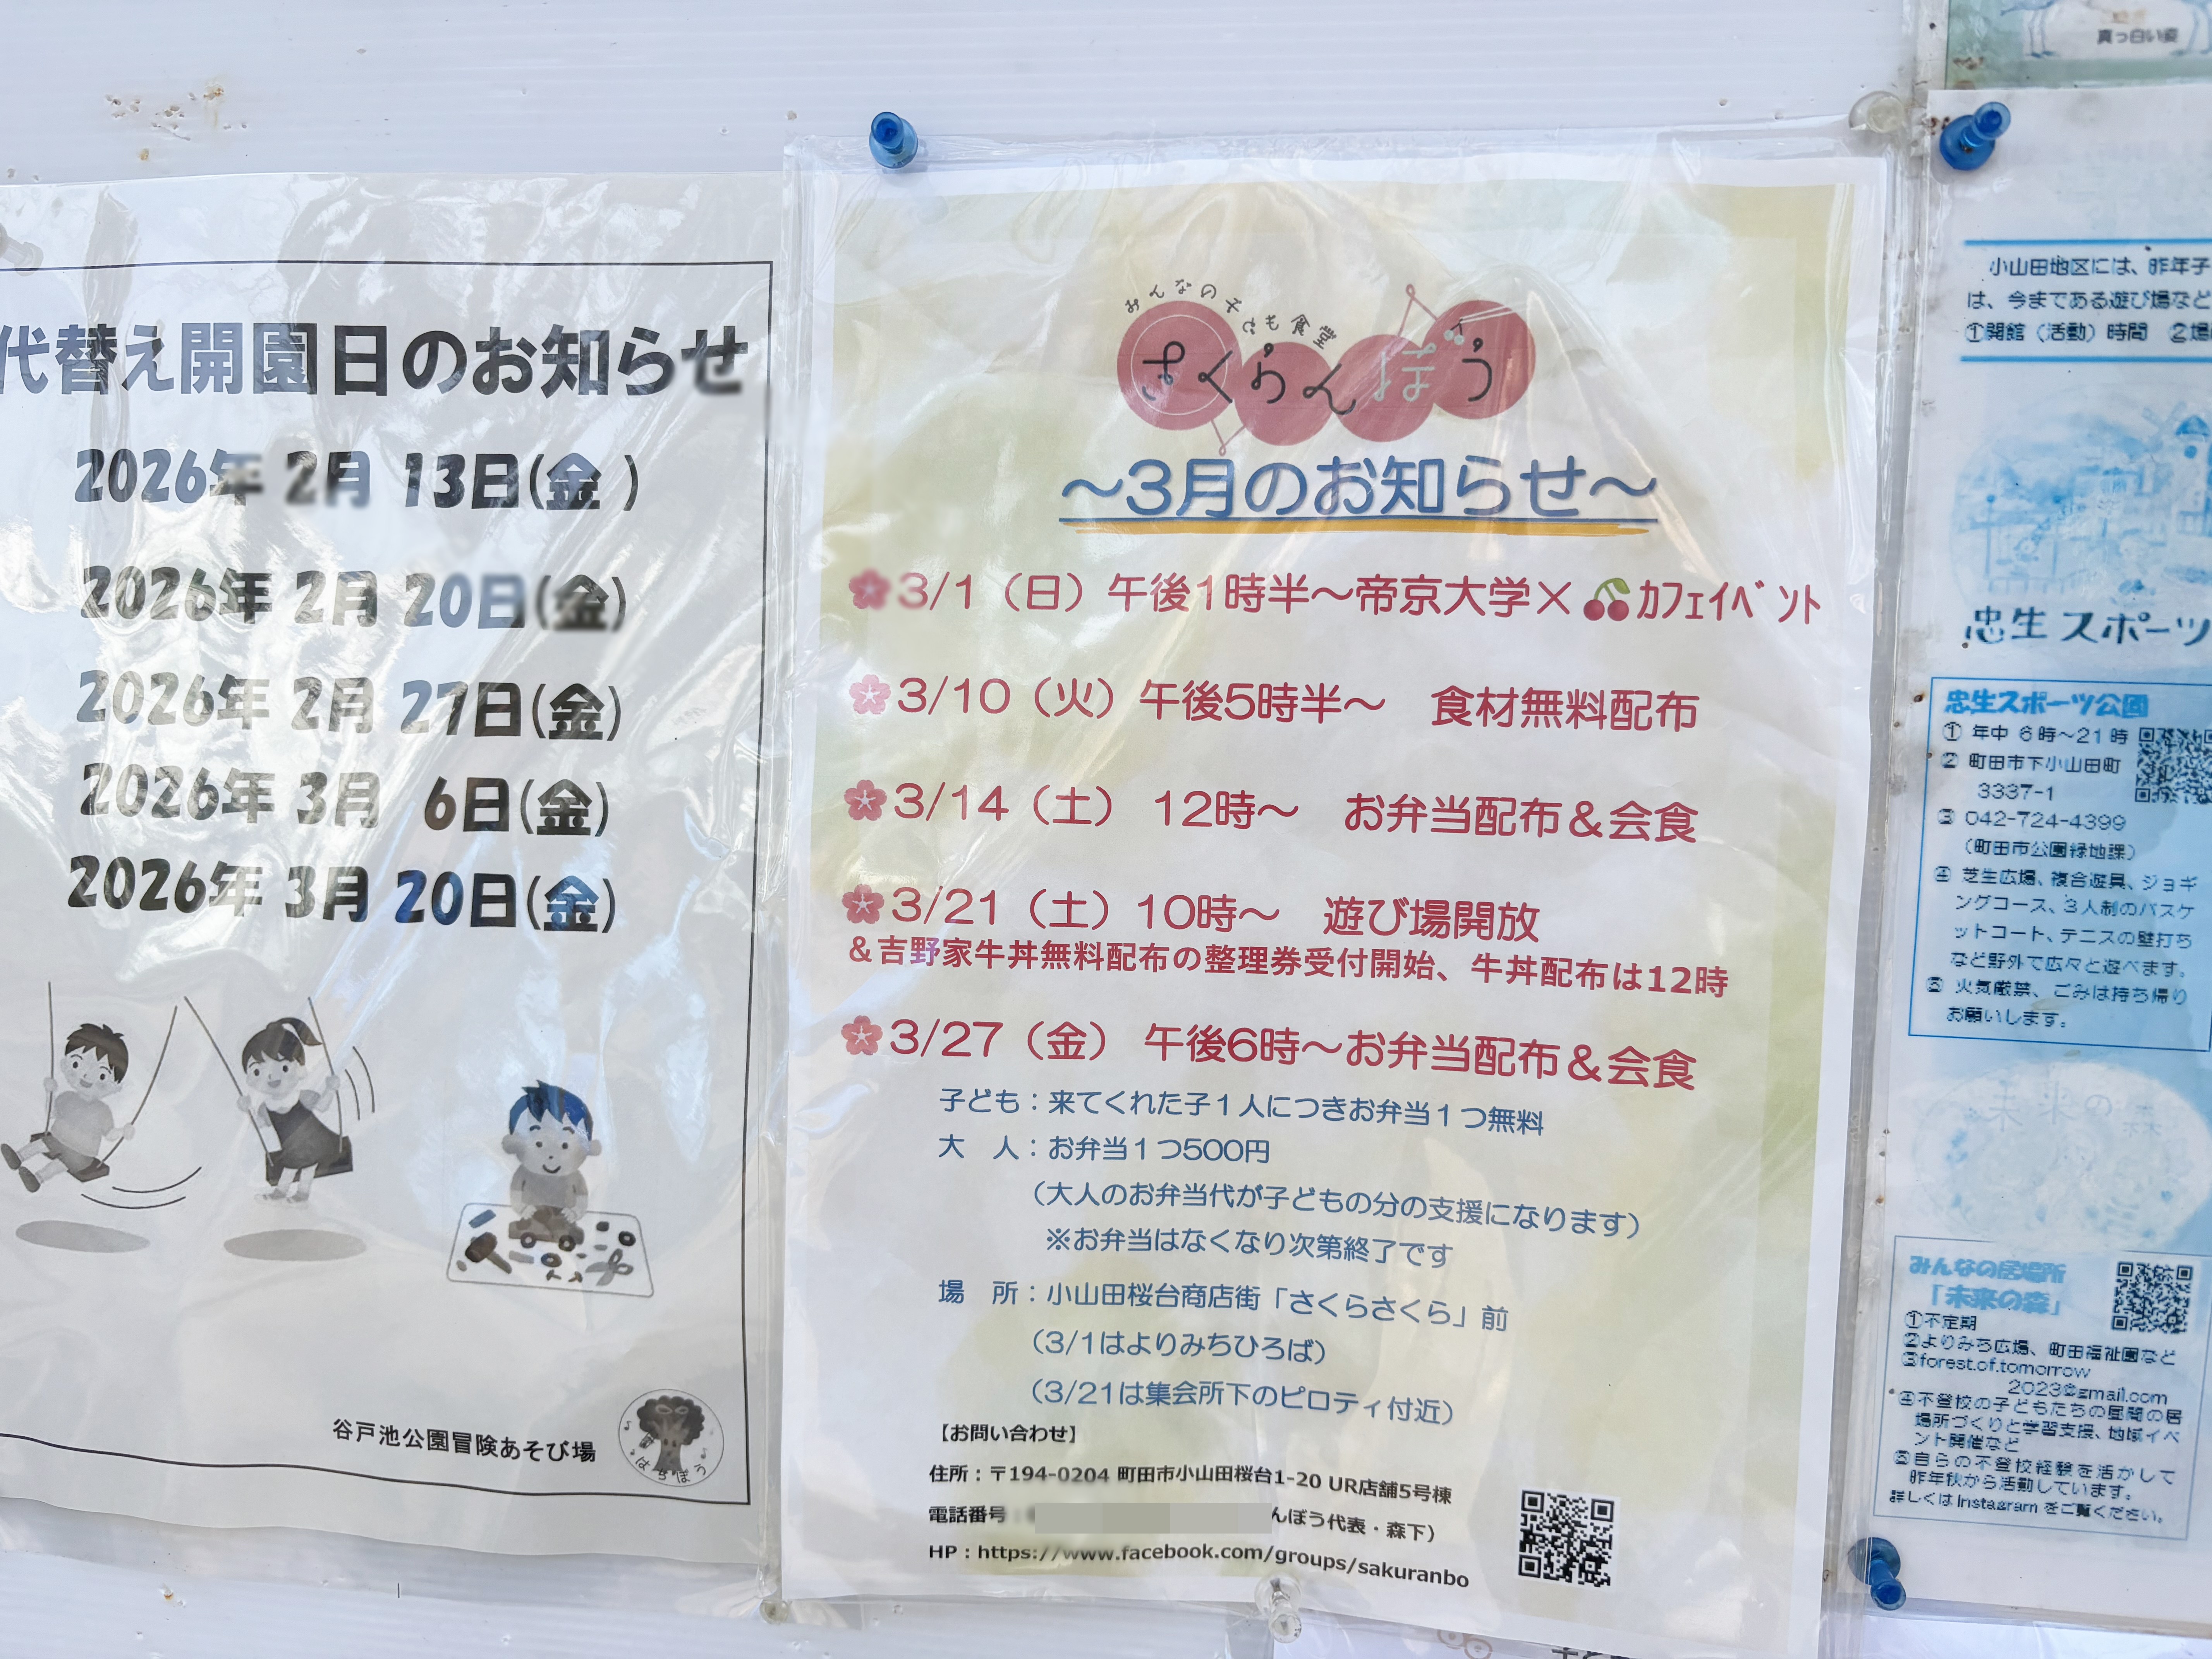 代替え開園日のお知らせ
2026年 2月 13日(金 )
2026年 2月 20日(金)
2026年 2月 27日(金)
2026年 3月 6日(金)
2026年 3月 20日(金)
谷戸池公園冒険あそび場
みんなの子ども食堂
さくらんぼう
～3月のお知らせ～
3/1（日）午後1時半～帝京大学×🍒ｶﾌｪｲﾍﾞﾝﾄ
3/10（火）午後5時半～　食材無料配布
3/14（土） 12時～　お弁当配布＆会食
3/21（土）10時～　遊び場開放
＆吉野家牛丼無料配布の整理券受付開始、牛丼配布は12時
3/27（金） 午後6時～お弁当配布＆会食
子ども：来てくれた子１人につきお弁当１つ無料
大　人：お弁当１つ500円
（大人のお弁当代が子どもの分の支援になります）
※お弁当はなくなり次第終了です
場　所：小山田桜台商店街「さくらさくら」前
（3/1はよりみちひろば）
（3/21は集会所下のピロティ付近）
【お問い合わせ】
住所：〒194-0204 町田市小山田桜台1-20 UR店舗5号棟
電話番号
んぼう代表・森下）
HP：https://www.facebook.com/groups/sakuranbo
真っ白い姿
小山田地区には、昨年子
は、今まである遊び場など
①開館（活動）時間　②場
忠生スポーツ
忠生スポーツ公園
① 年中 6時～21時
② 町田市下小山田町
3337-1
③ 042-724-4399
（町田市公園緑地課）
④ 芝生広場、複合遊具、ジョギ
ングコース、3人制のバスケ
ットコート、テニスの壁打ち
など野外で広々と遊べます。
⑤ 火気厳禁、ごみは持ち帰り
お願いします。
未来の森
みんなの居場所
「未来の森」
①不定期
②よりみち広場、町田福祉園など
③forest.of.tomorrow
2023@gmail.com
④不登校の子どもたちの昼間の居
場所づくりと学習支援、地域イベ
ント開催など
⑤自らの不登校経験を活かして
昨年秋から活動しています。
詳しくは Instagram をご覧ください。